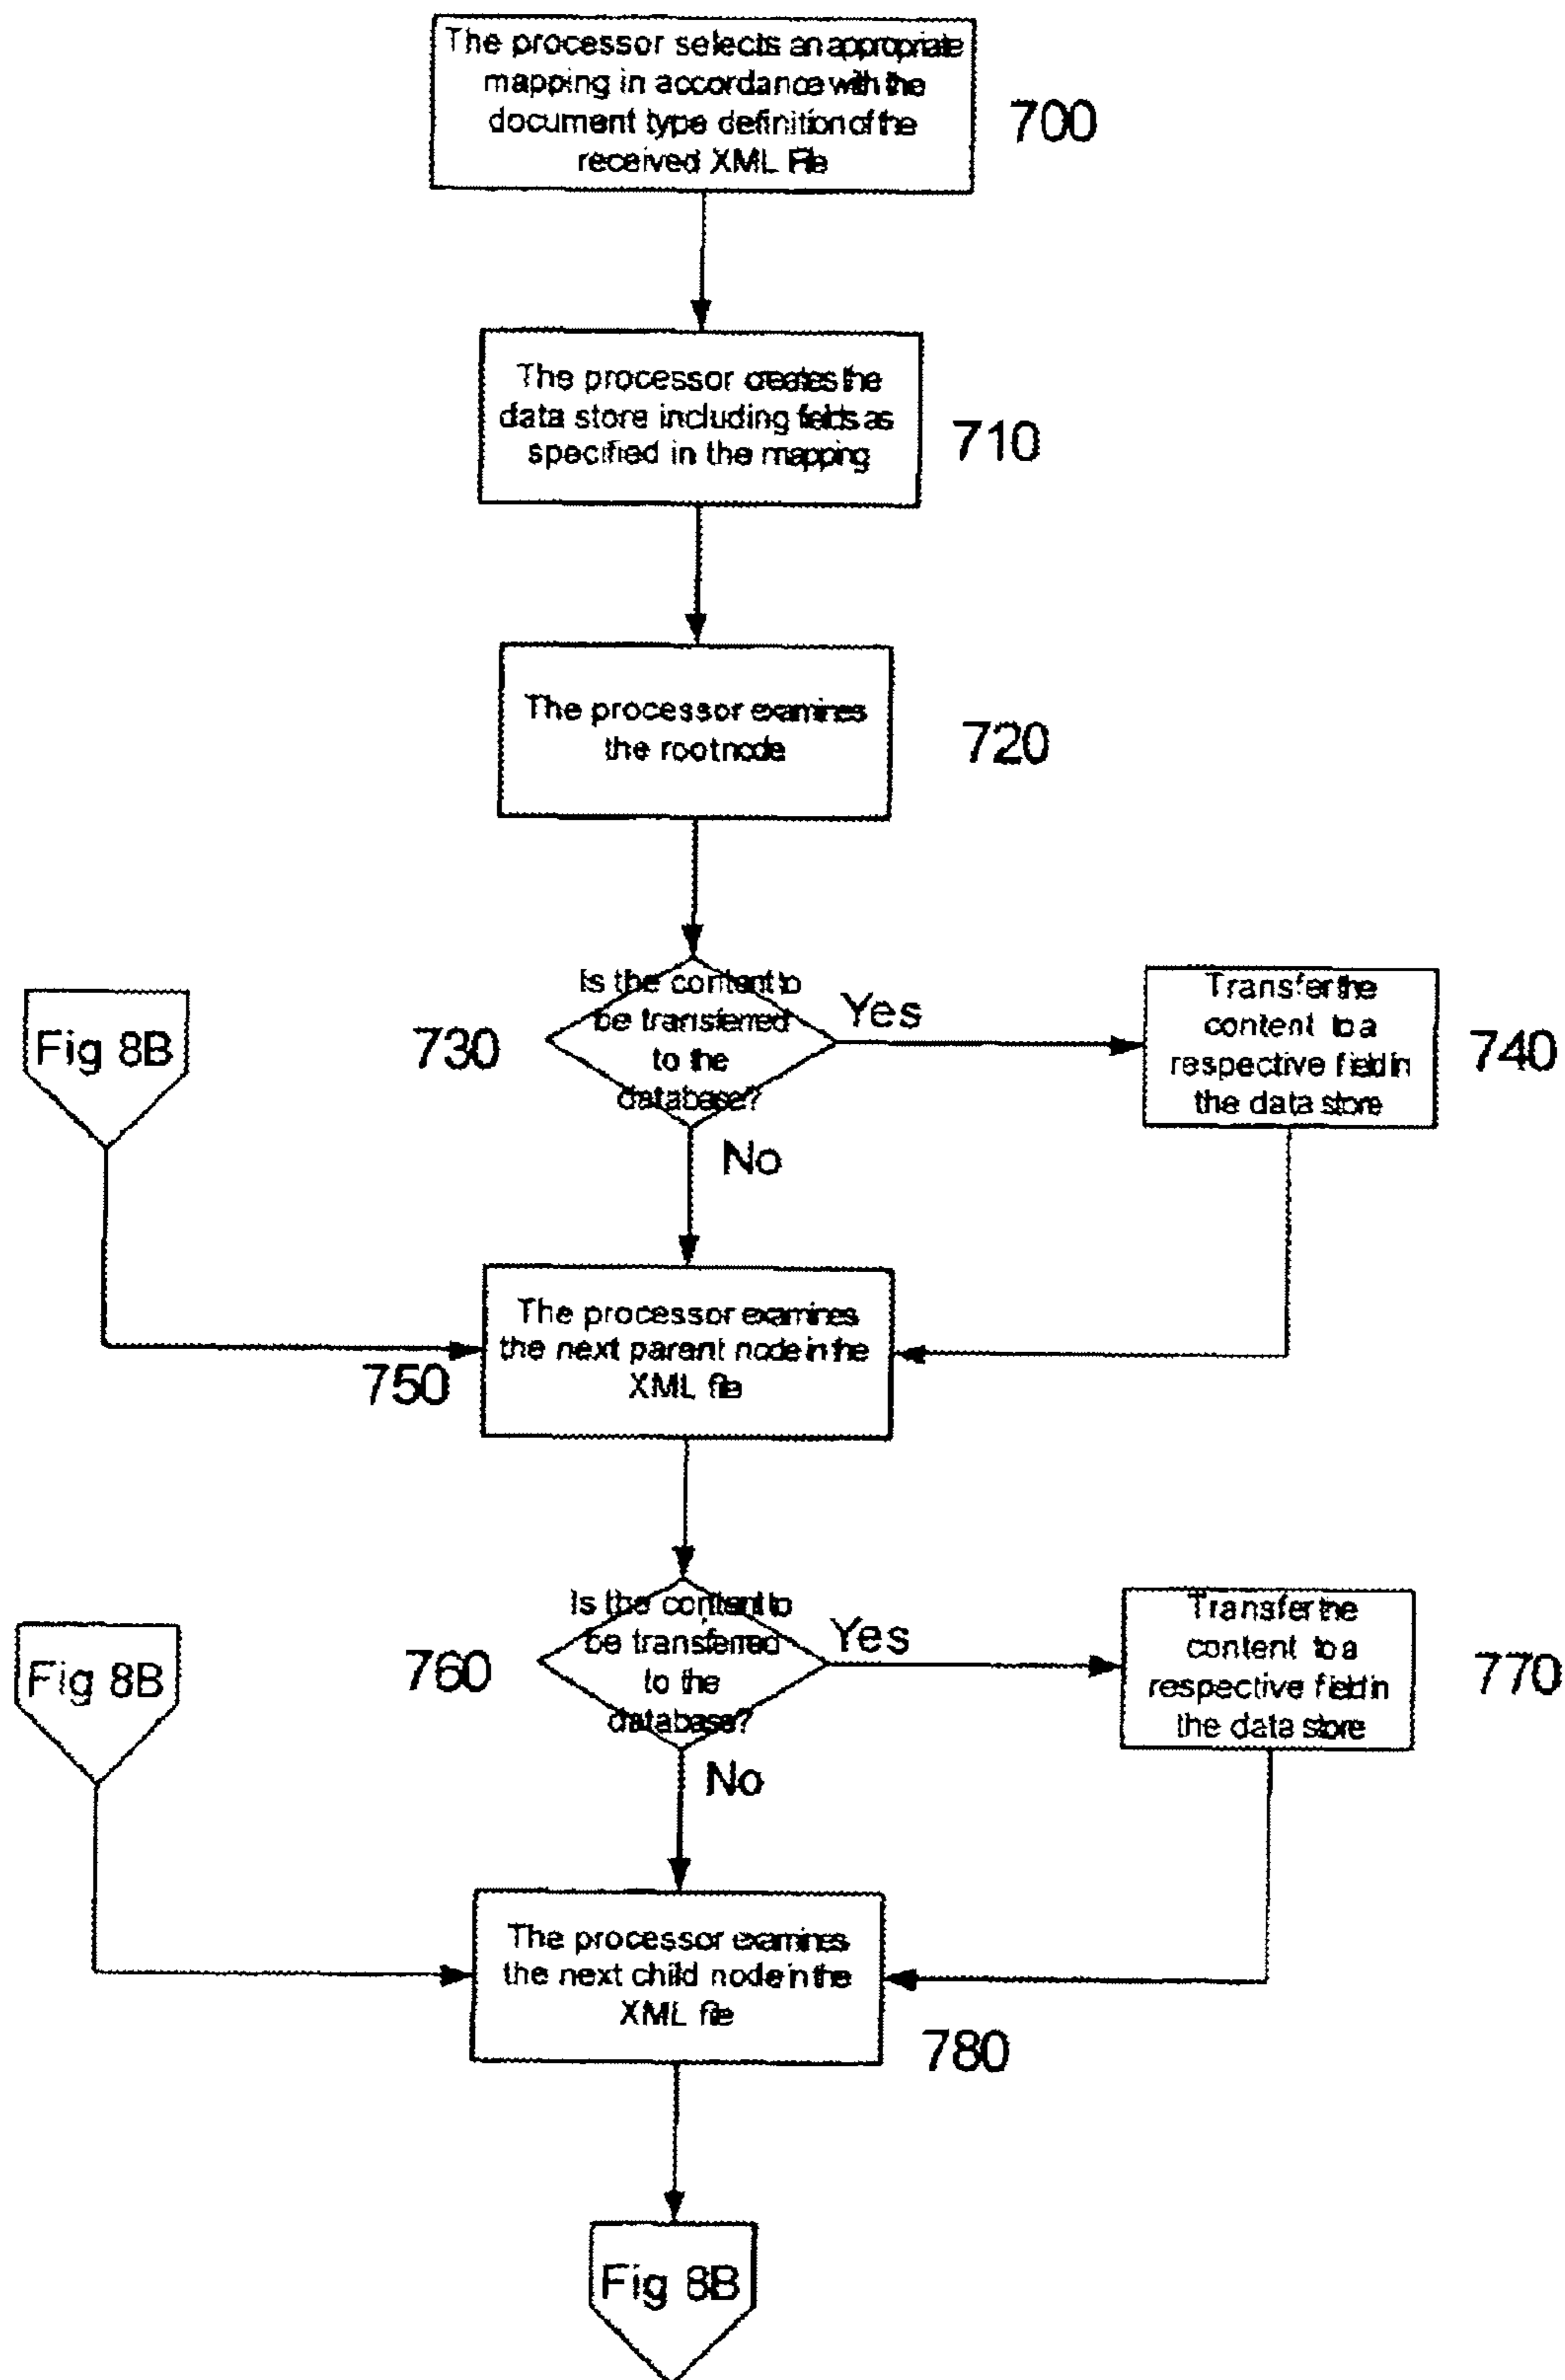 The processor selects an appropriate
mapping in accordance with the
document type definition of the
received XML File
700
The processor creates the
data store including fields as
specified in the mapping
710
The processor examines
the root node
720
Fig 8B
730
Is the content to
be transferred
to the
database?
Yes
No
Transfer the
content to a
respective field in
the data store
740
The processor examines
the next parent node in the
XML file
750
Fig 8B
760
Is the content to
be transferred
to the
database?
Yes
No
Transfer the
content to a
respective field in
the data store
770
The processor examines
the next child node in the
XML file
780
Fig 8B